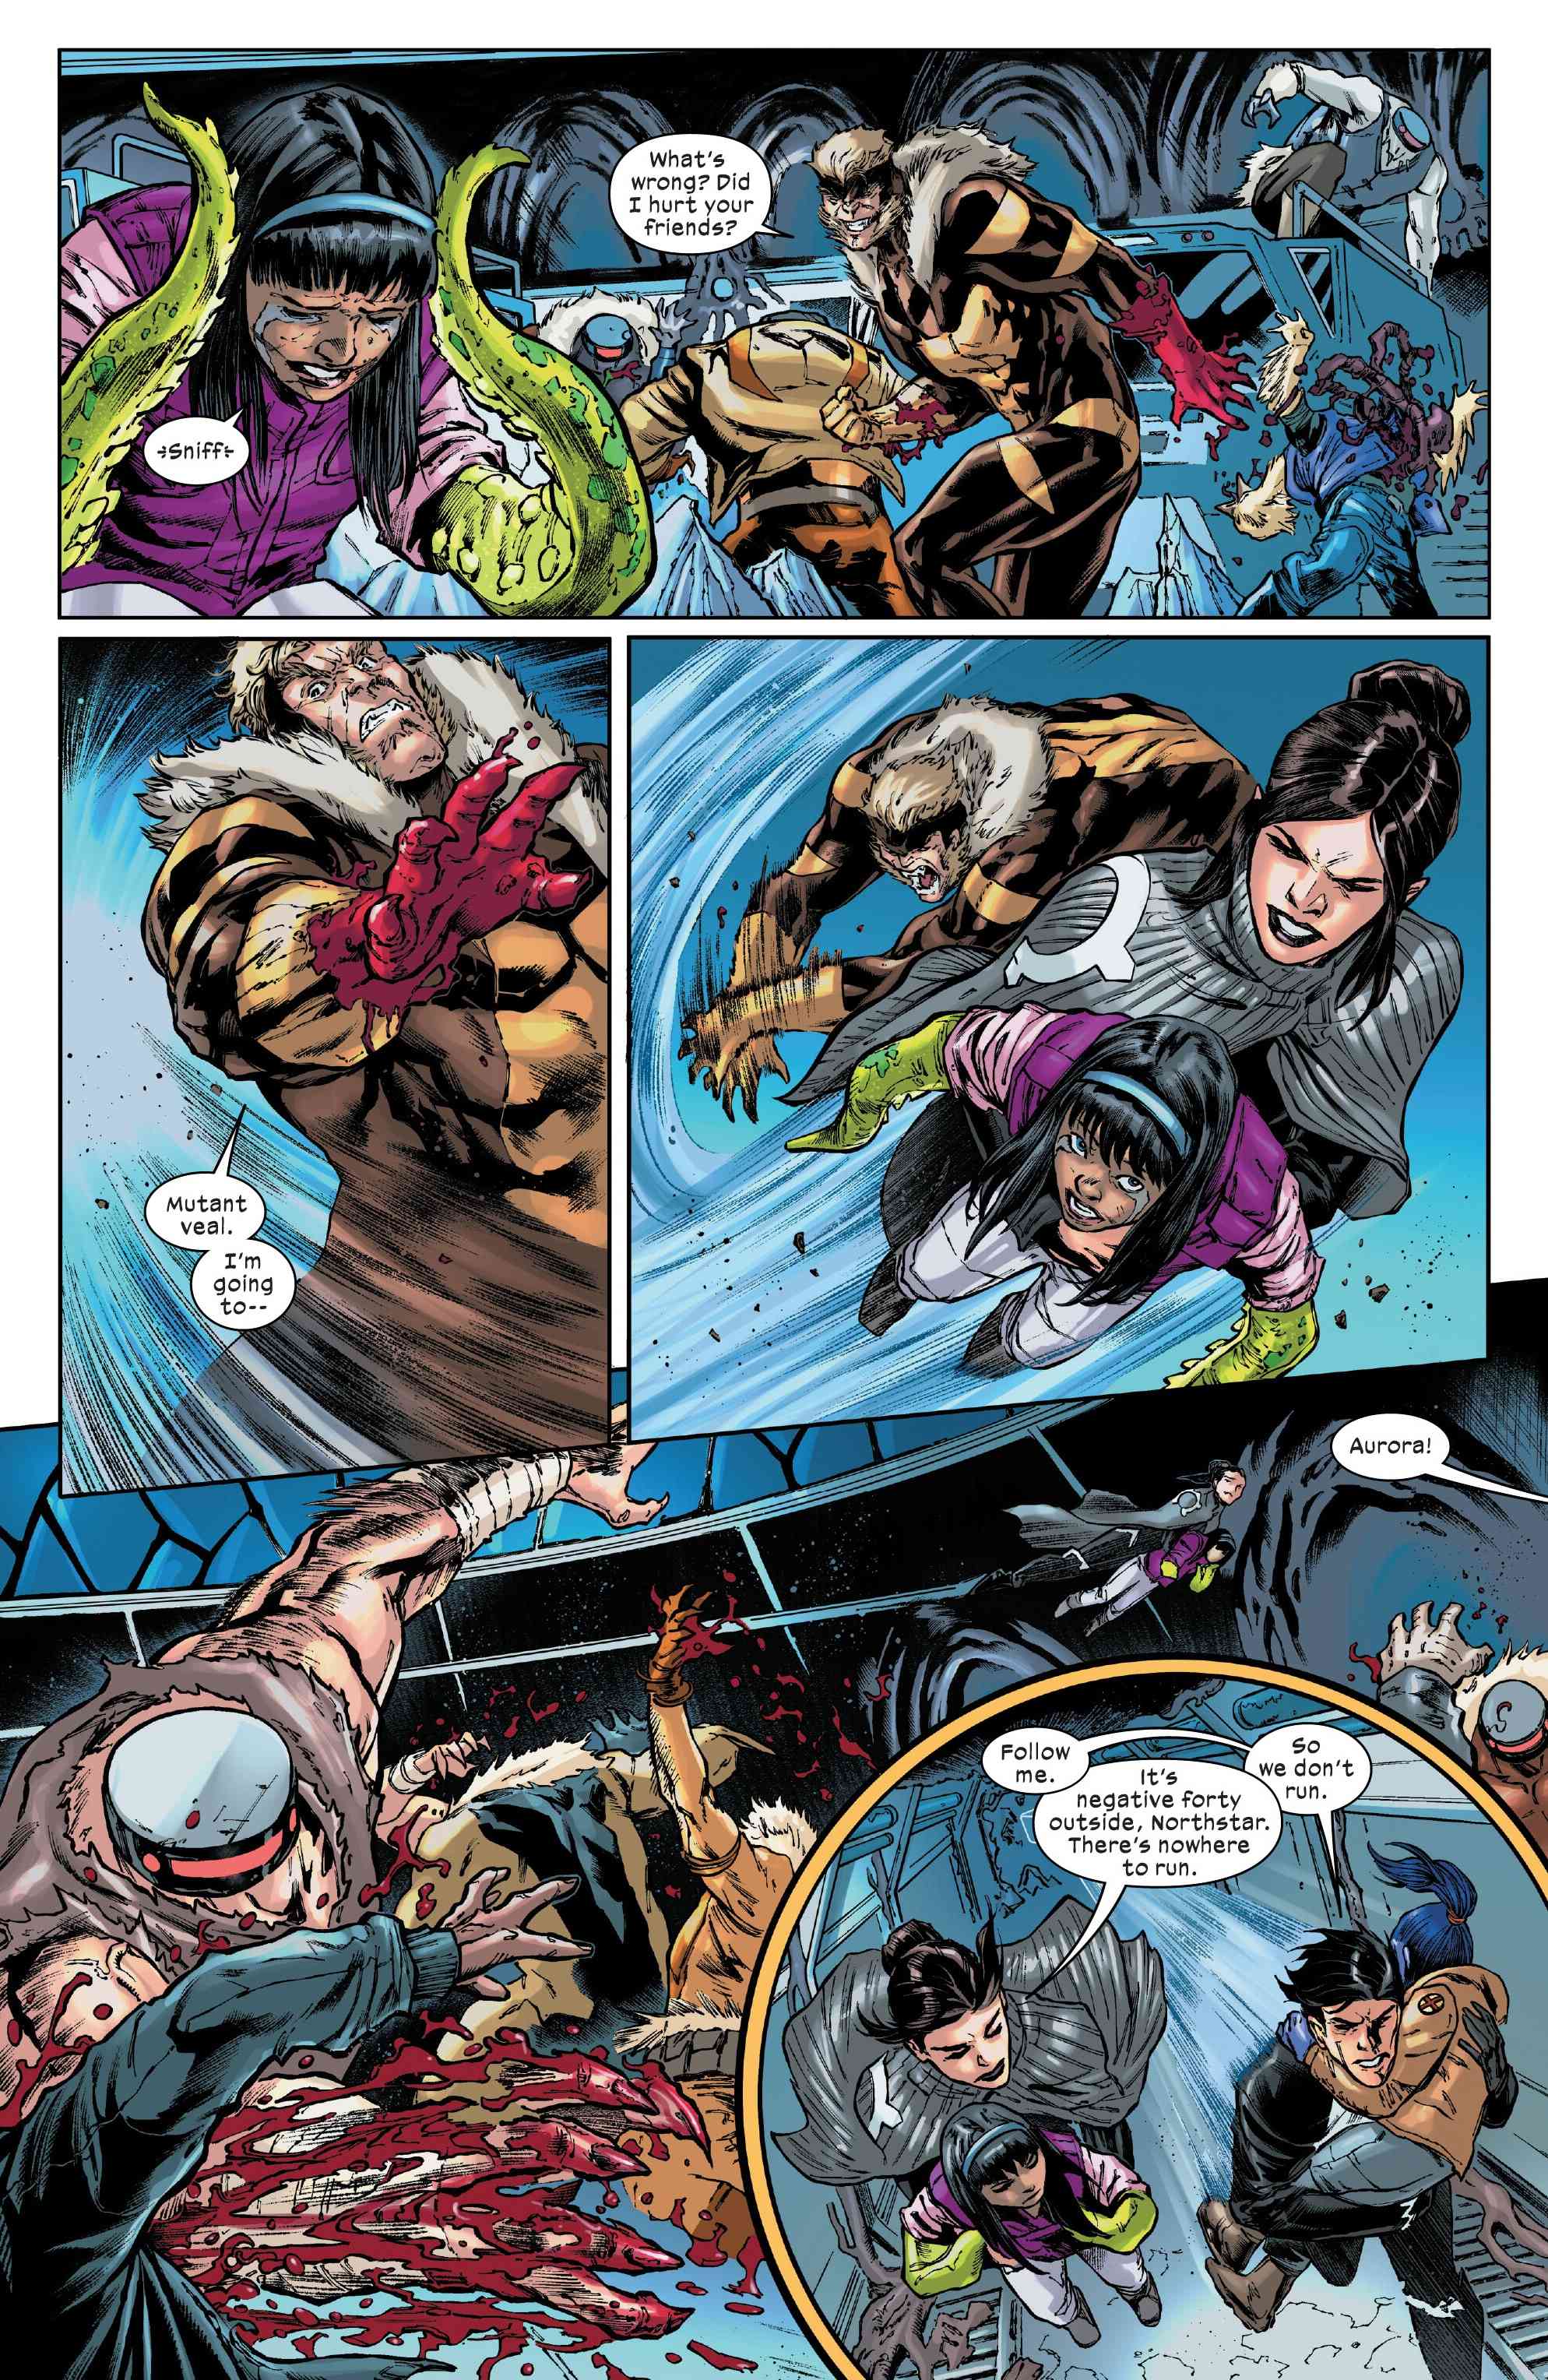 What's
wrong? Did
I hurt your
friends?
-Sniff-
Mutant
veal.
I'm
going
to--
Aurora!
Follow
me.
It's
negative forty
outside, Northstar.
There's nowhere
to run.
So
we don't
run.